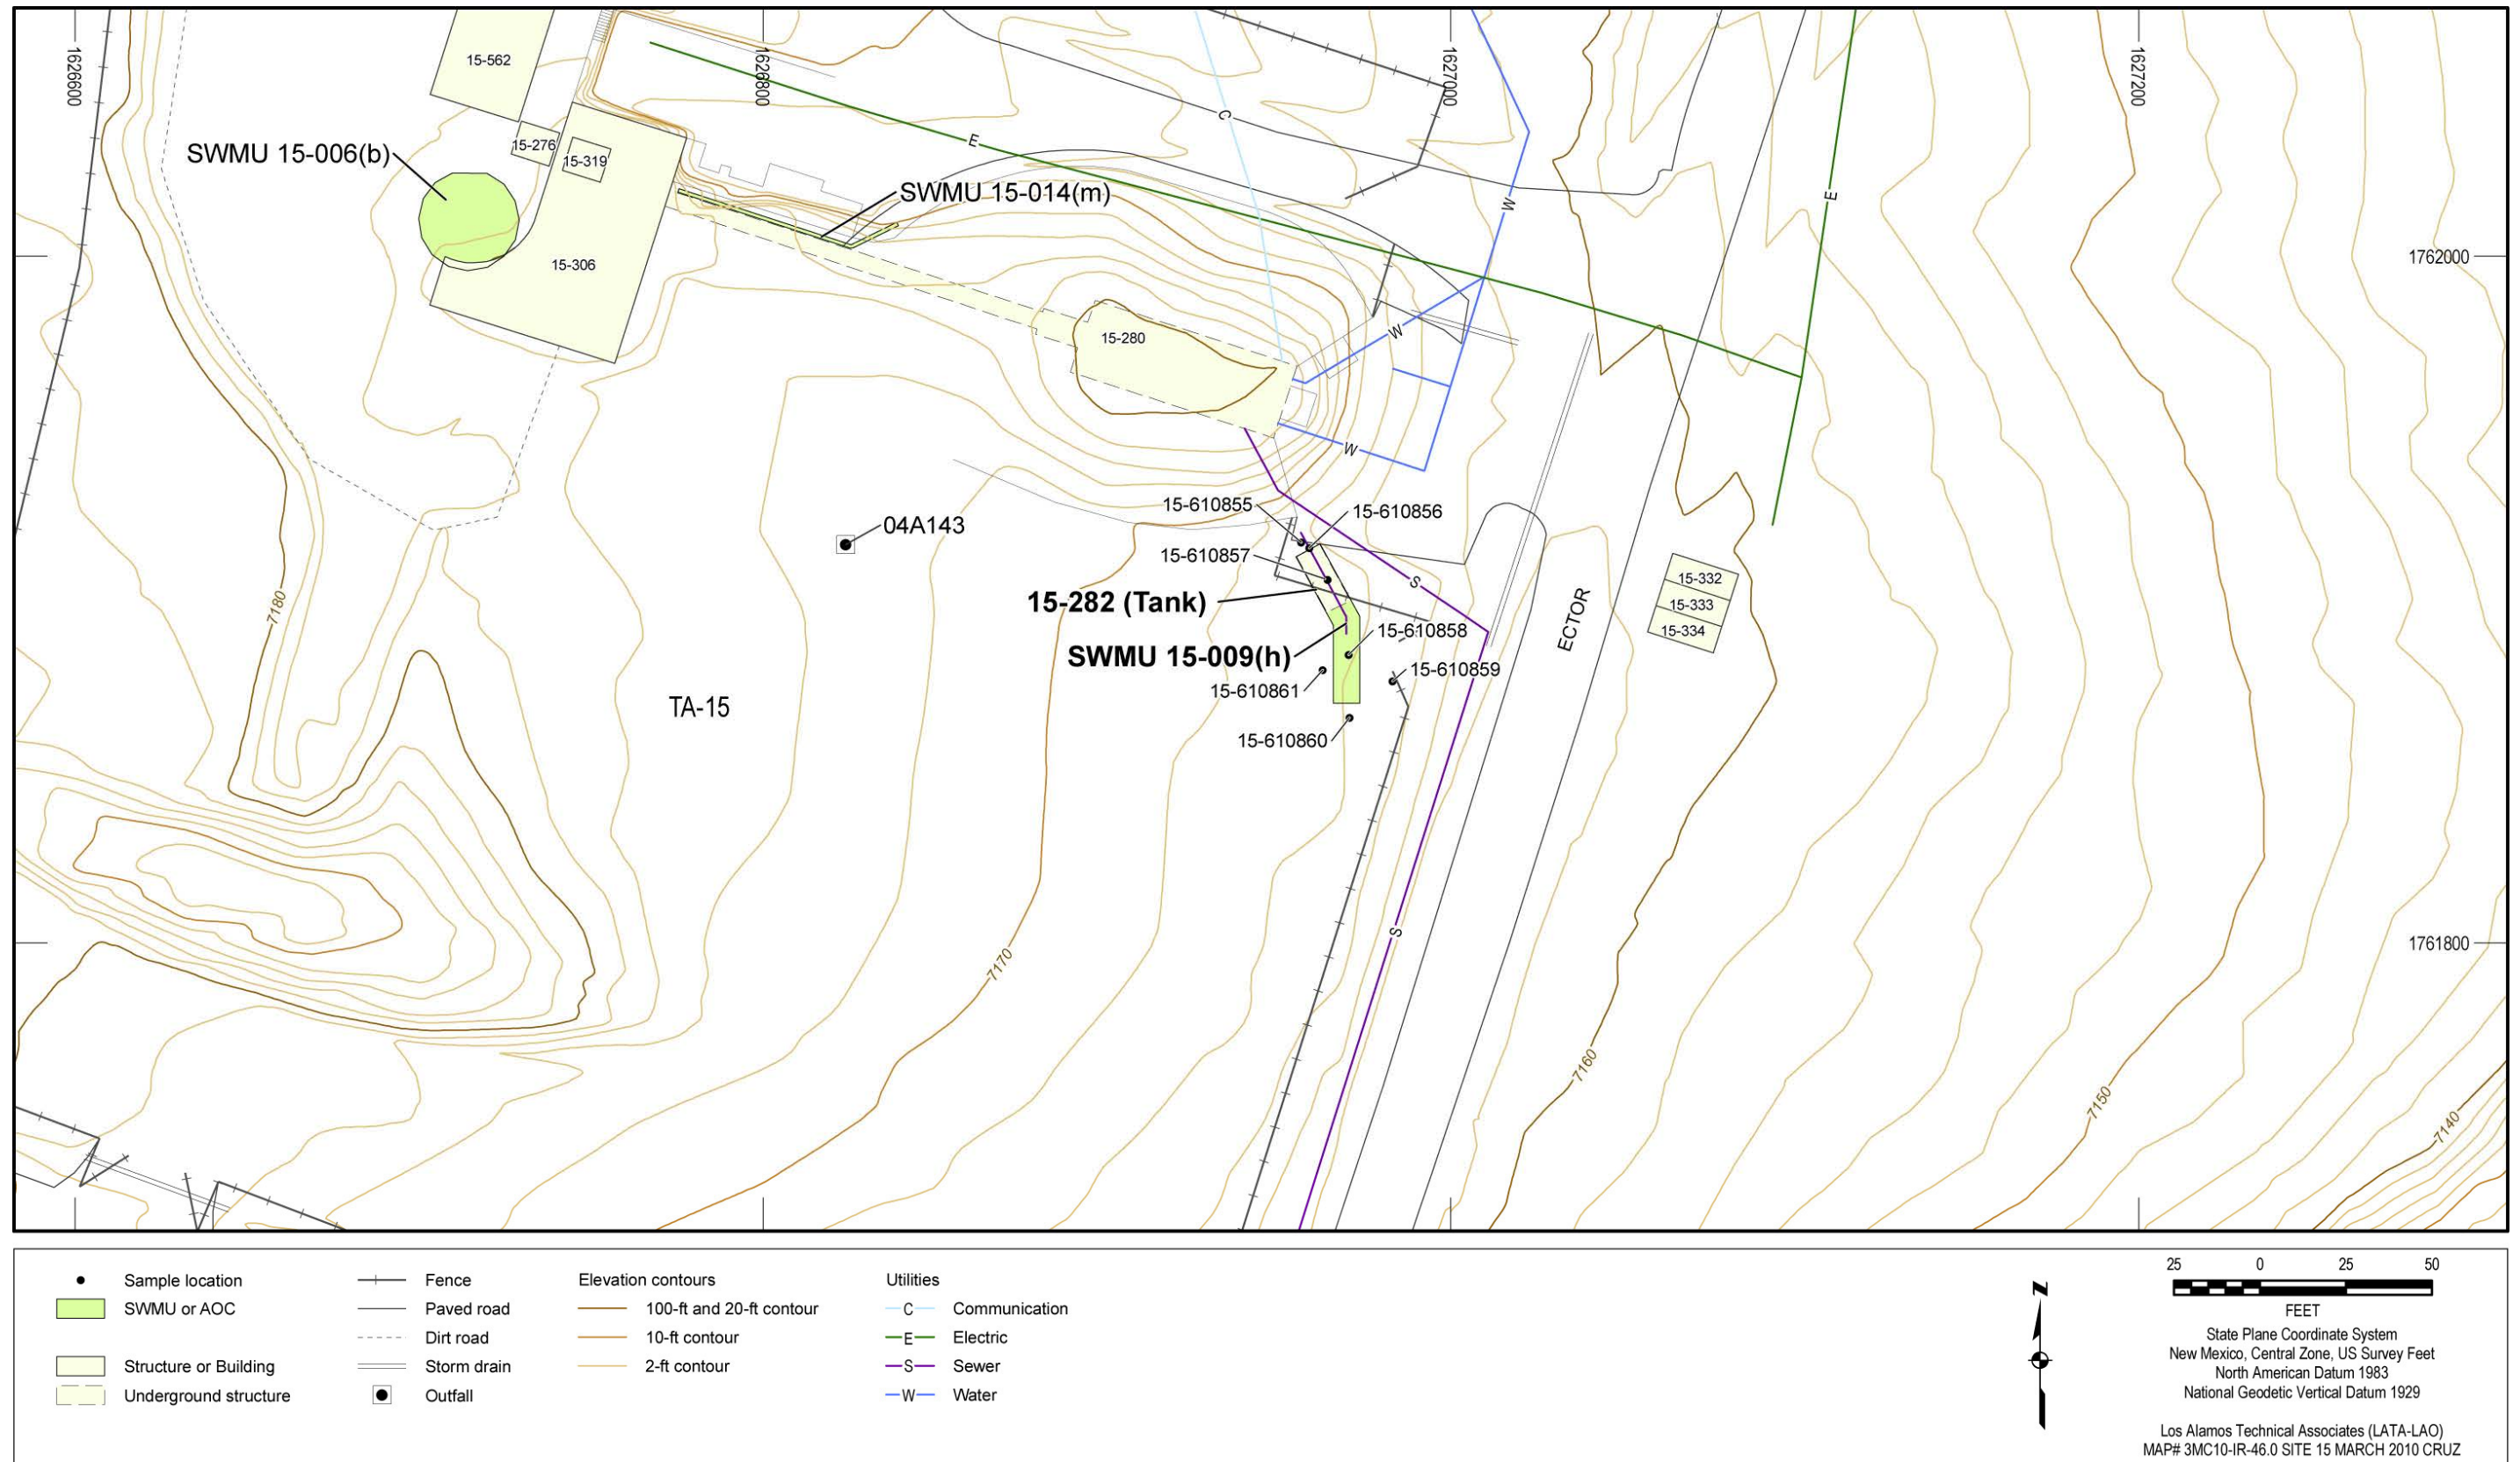 1626600
1626800
1627000
1627200
15-562
SWMU 15-006(b)
15-276
15-319
C
E
SWMU 15-014(m)
W
E
15-306
1762000
15-280
W
W
15-610855
15-610856
04A143
15-610857
S
15-332
15-282 (Tank)
15-333
7180
ECTOR
15-610858
15-334
SWMU 15-009(h)
15-610859
15-610861
TA-15
15-610860
S
1761800
7170
7160
7150
7140
Sample location
SWMU or AOC
Structure or Building
Underground structure
Fence
Paved road
Dirt road
Storm drain
Outfall
Elevation contours
100-ft and 20-ft contour
10-ft contour
2-ft contour
Utilities
C Communication
E Electric
S Sewer
W Water
N
25 0 25 50
FEET
State Plane Coordinate System
New Mexico, Central Zone, US Survey Feet
North American Datum 1983
National Geodetic Vertical Datum 1929
Los Alamos Technical Associates (LATA-LAO)
MAP# 3MC10-IR-46.0 SITE 15 MARCH 2010 CRUZ